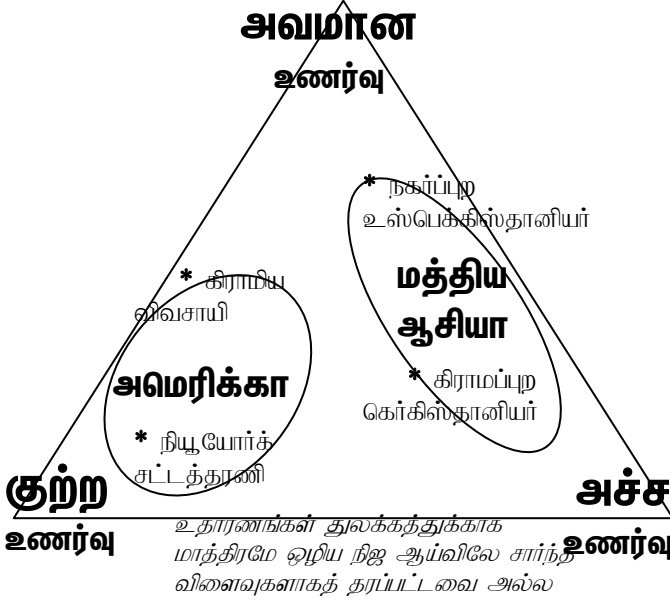 அவமான
உணர்வு
* நகர்ப்புற
உஸ்பெக்கிஸ்தானியர்
மத்திய
ஆசியா
* கிராமப்புற
கெர்கிஸ்தானியர்
* கிராமிய
விவசாயி
அமெரிக்கா
* நியூயோர்க்
சட்டத்தரணி
குற்ற
உணர்வு
அச்ச
உணர்வு
உதாரணங்கள் துலக்கத்துக்காக
மாத்திரமே ஒழிய நிஜ ஆய்விலே சார்ந்த
விளைவுகளாகத் தரப்பட்டவை அல்ல